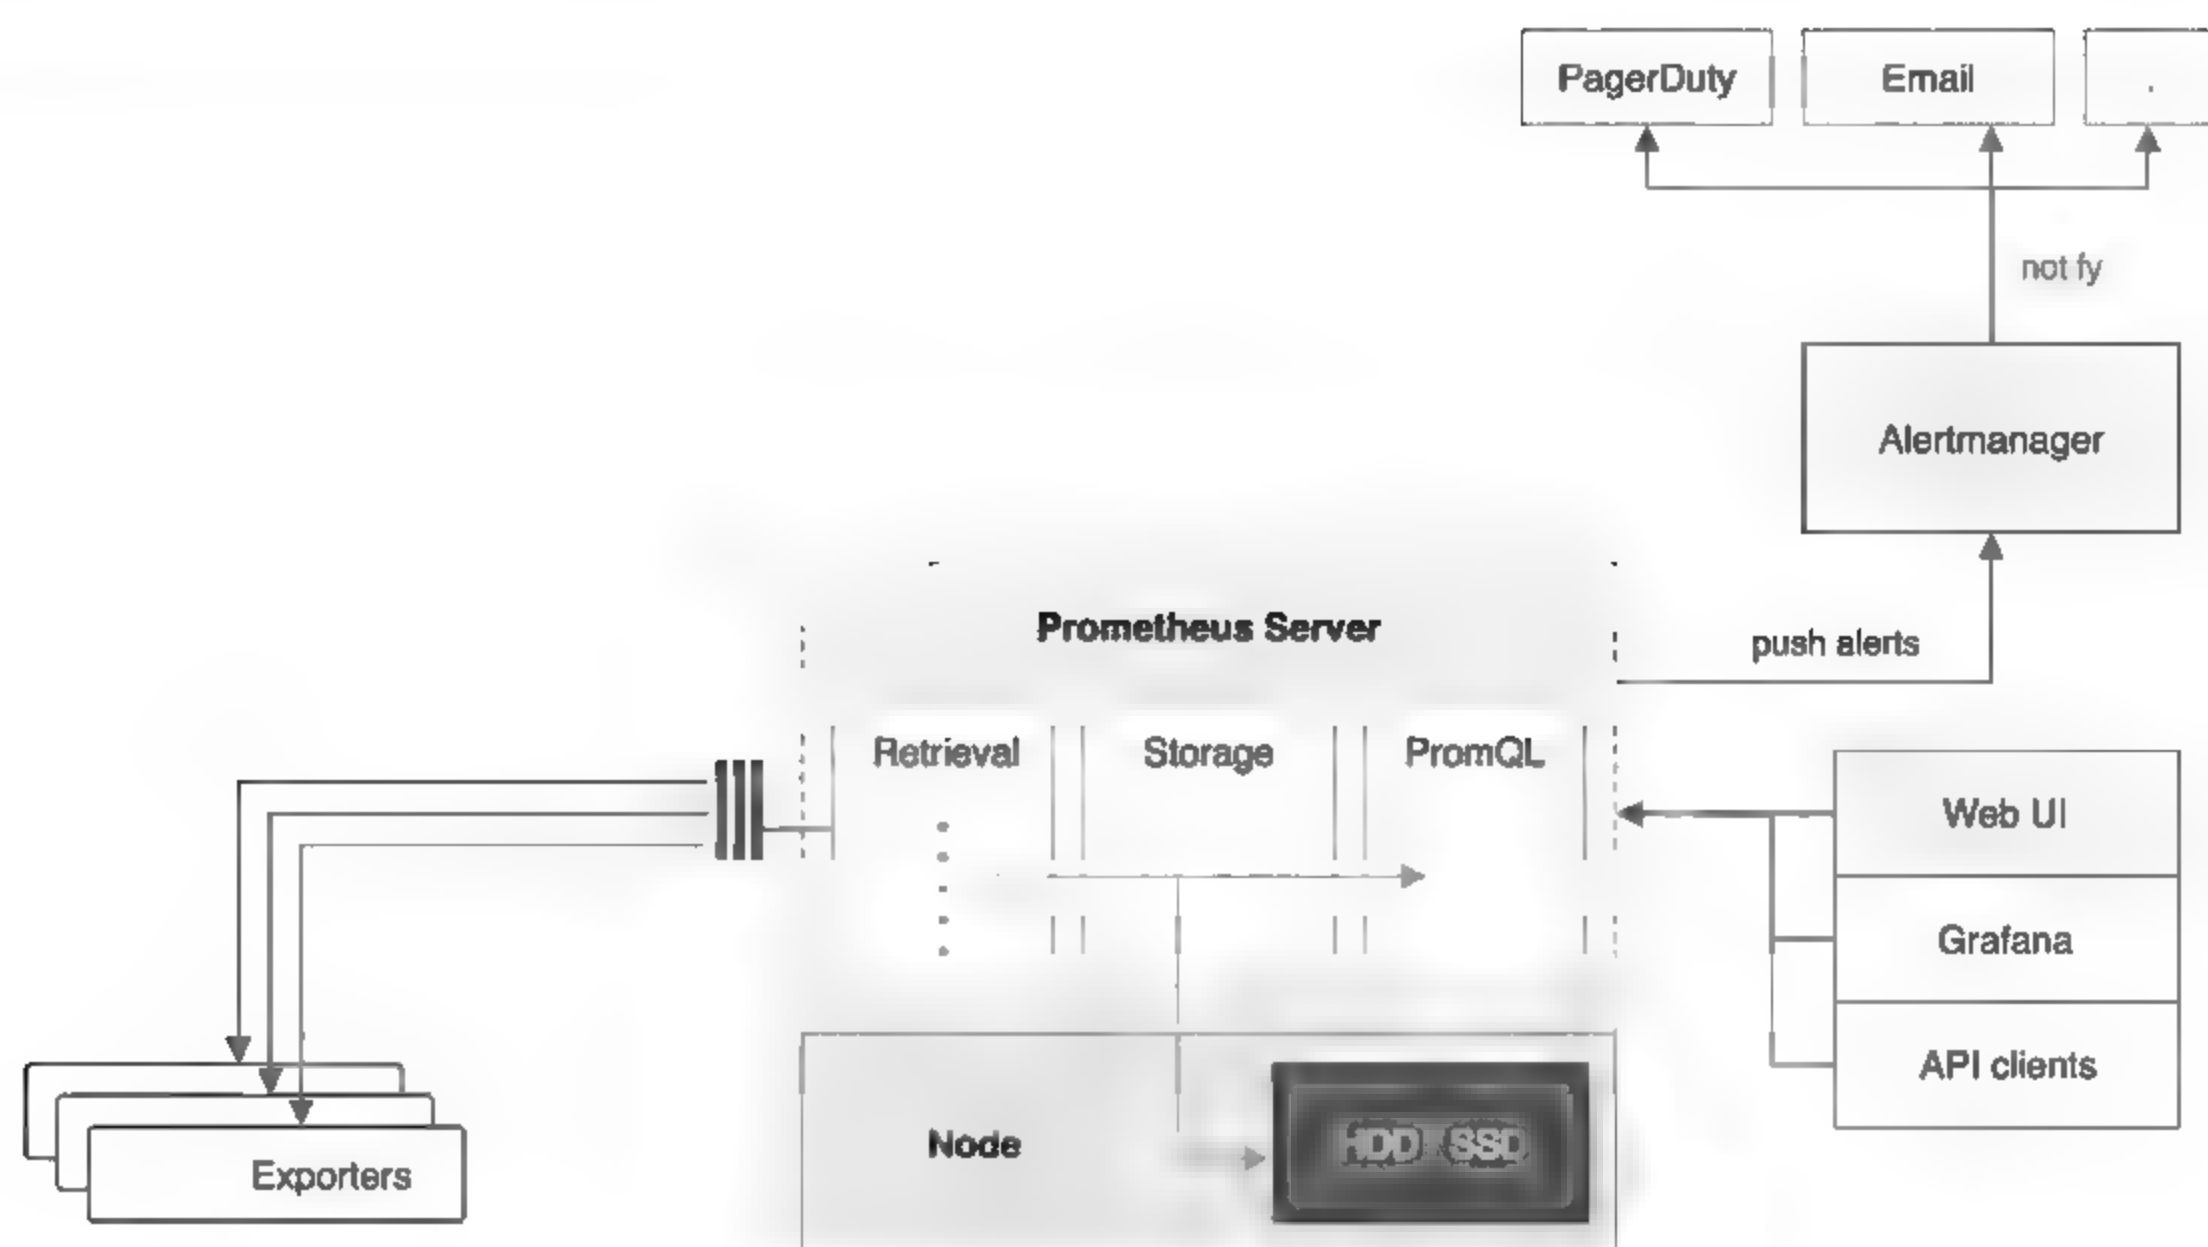 PagerDuty
Email
.
not fy
Alertmanager
Prometheus Server
push alerts
Retrieval
Storage
PromQL
Web UI
Grafana
API clients
Node
HDD / SSD
Exporters